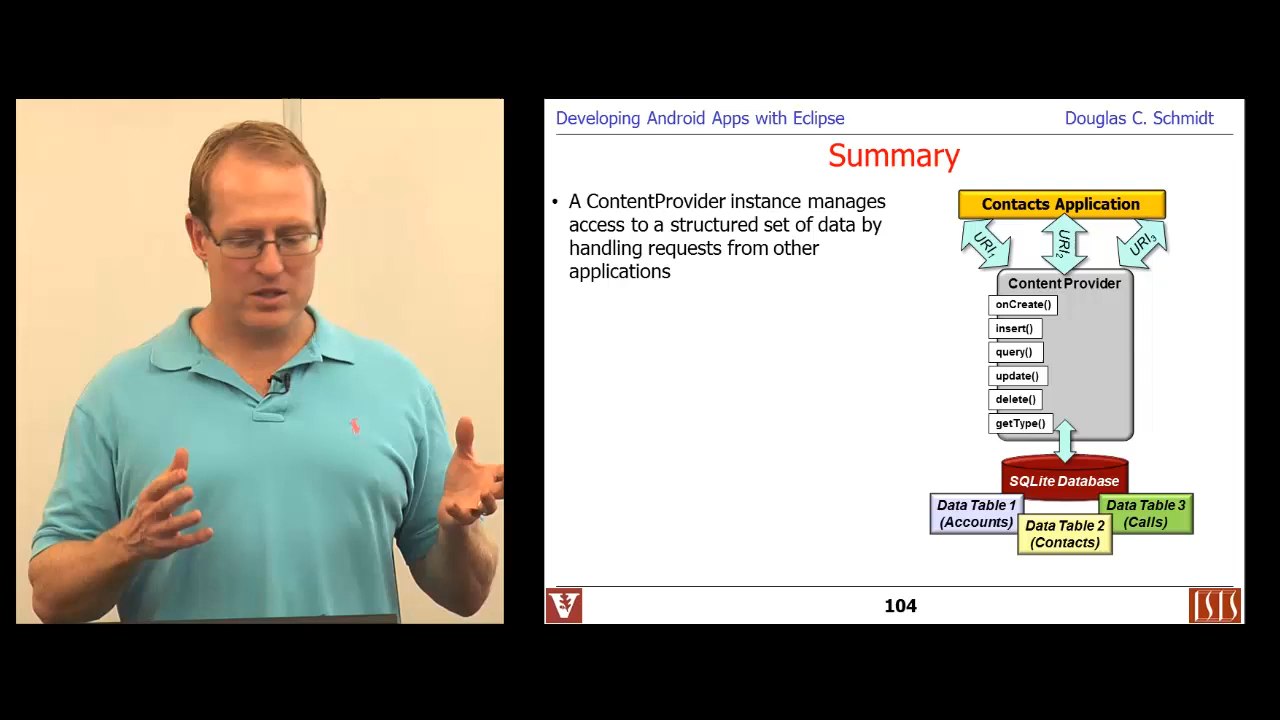 Developing Android Apps with Eclipse Douglas C. Schmidt
Summary
• A ContentProvider instance manages
access to a structured set of data by
handling requests from other
applications
Contacts Application
URI1 URI2 URI3
Content Provider
onCreate()
insert()
query()
update()
delete()
getType()
SQLite Database
Data Table 1
(Accounts)
Data Table 2
(Contacts)
Data Table 3
(Calls)
104
V
ISIS